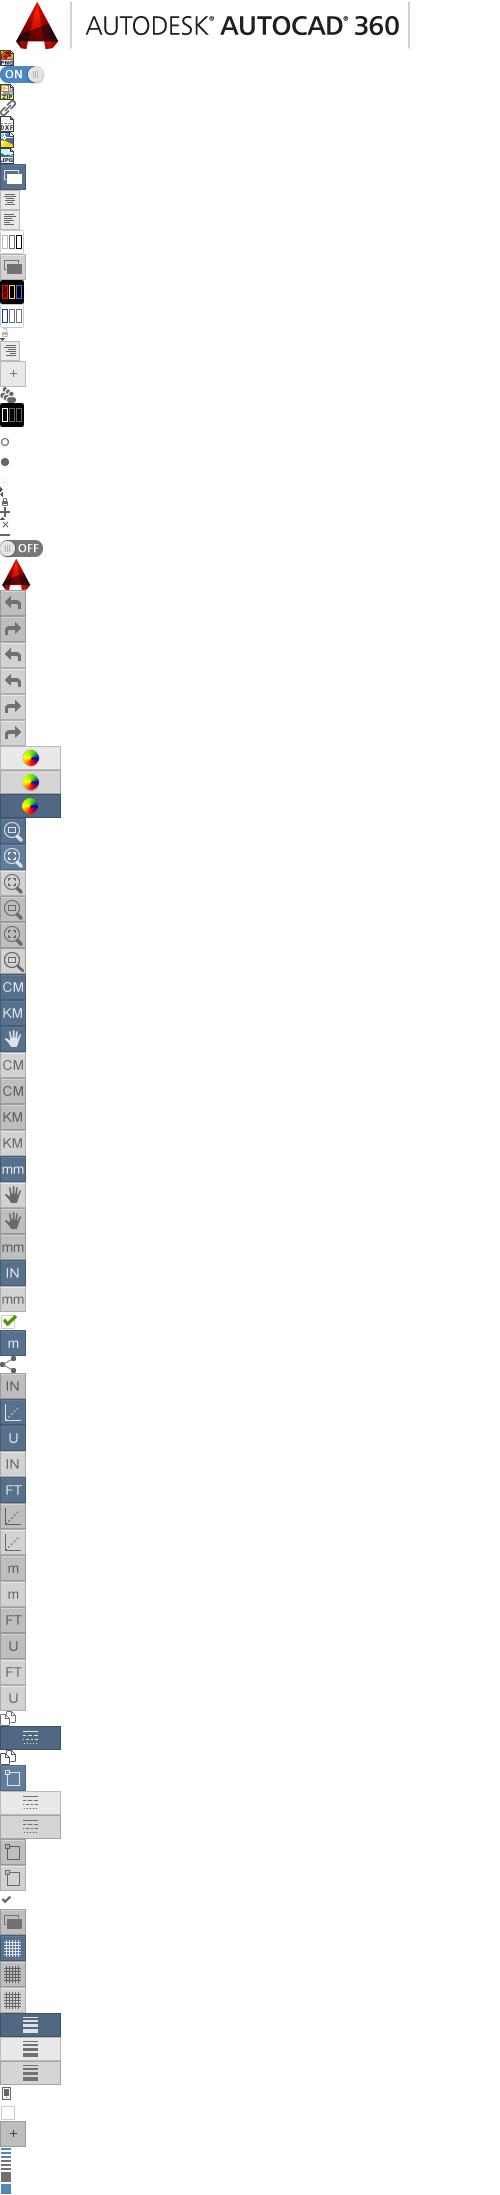 AUTODESK® AUTOCAD® 360
PNG
ON
ZIP
DXF
JPG
OFF
CM
KM
CM
CM
KM
KM
mm
mm
IN
mm
m
IN
U
IN
FT
m
m
FT
U
FT
U